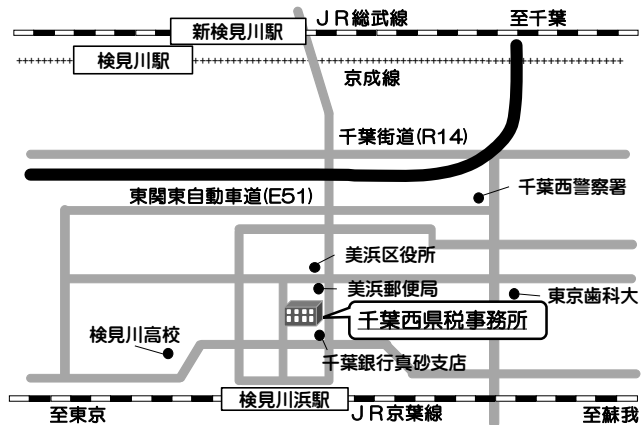 JR総武線
至千葉
新検見川駅
検見川駅
京成線
千葉街道(R14)
千葉西警察署
東関東自動車道(E51)
美浜区役所
美浜郵便局
東京歯科大
千葉西県税事務所
検見川高校
千葉銀行真砂支店
検見川浜駅
至東京
JR京葉線
至蘇我